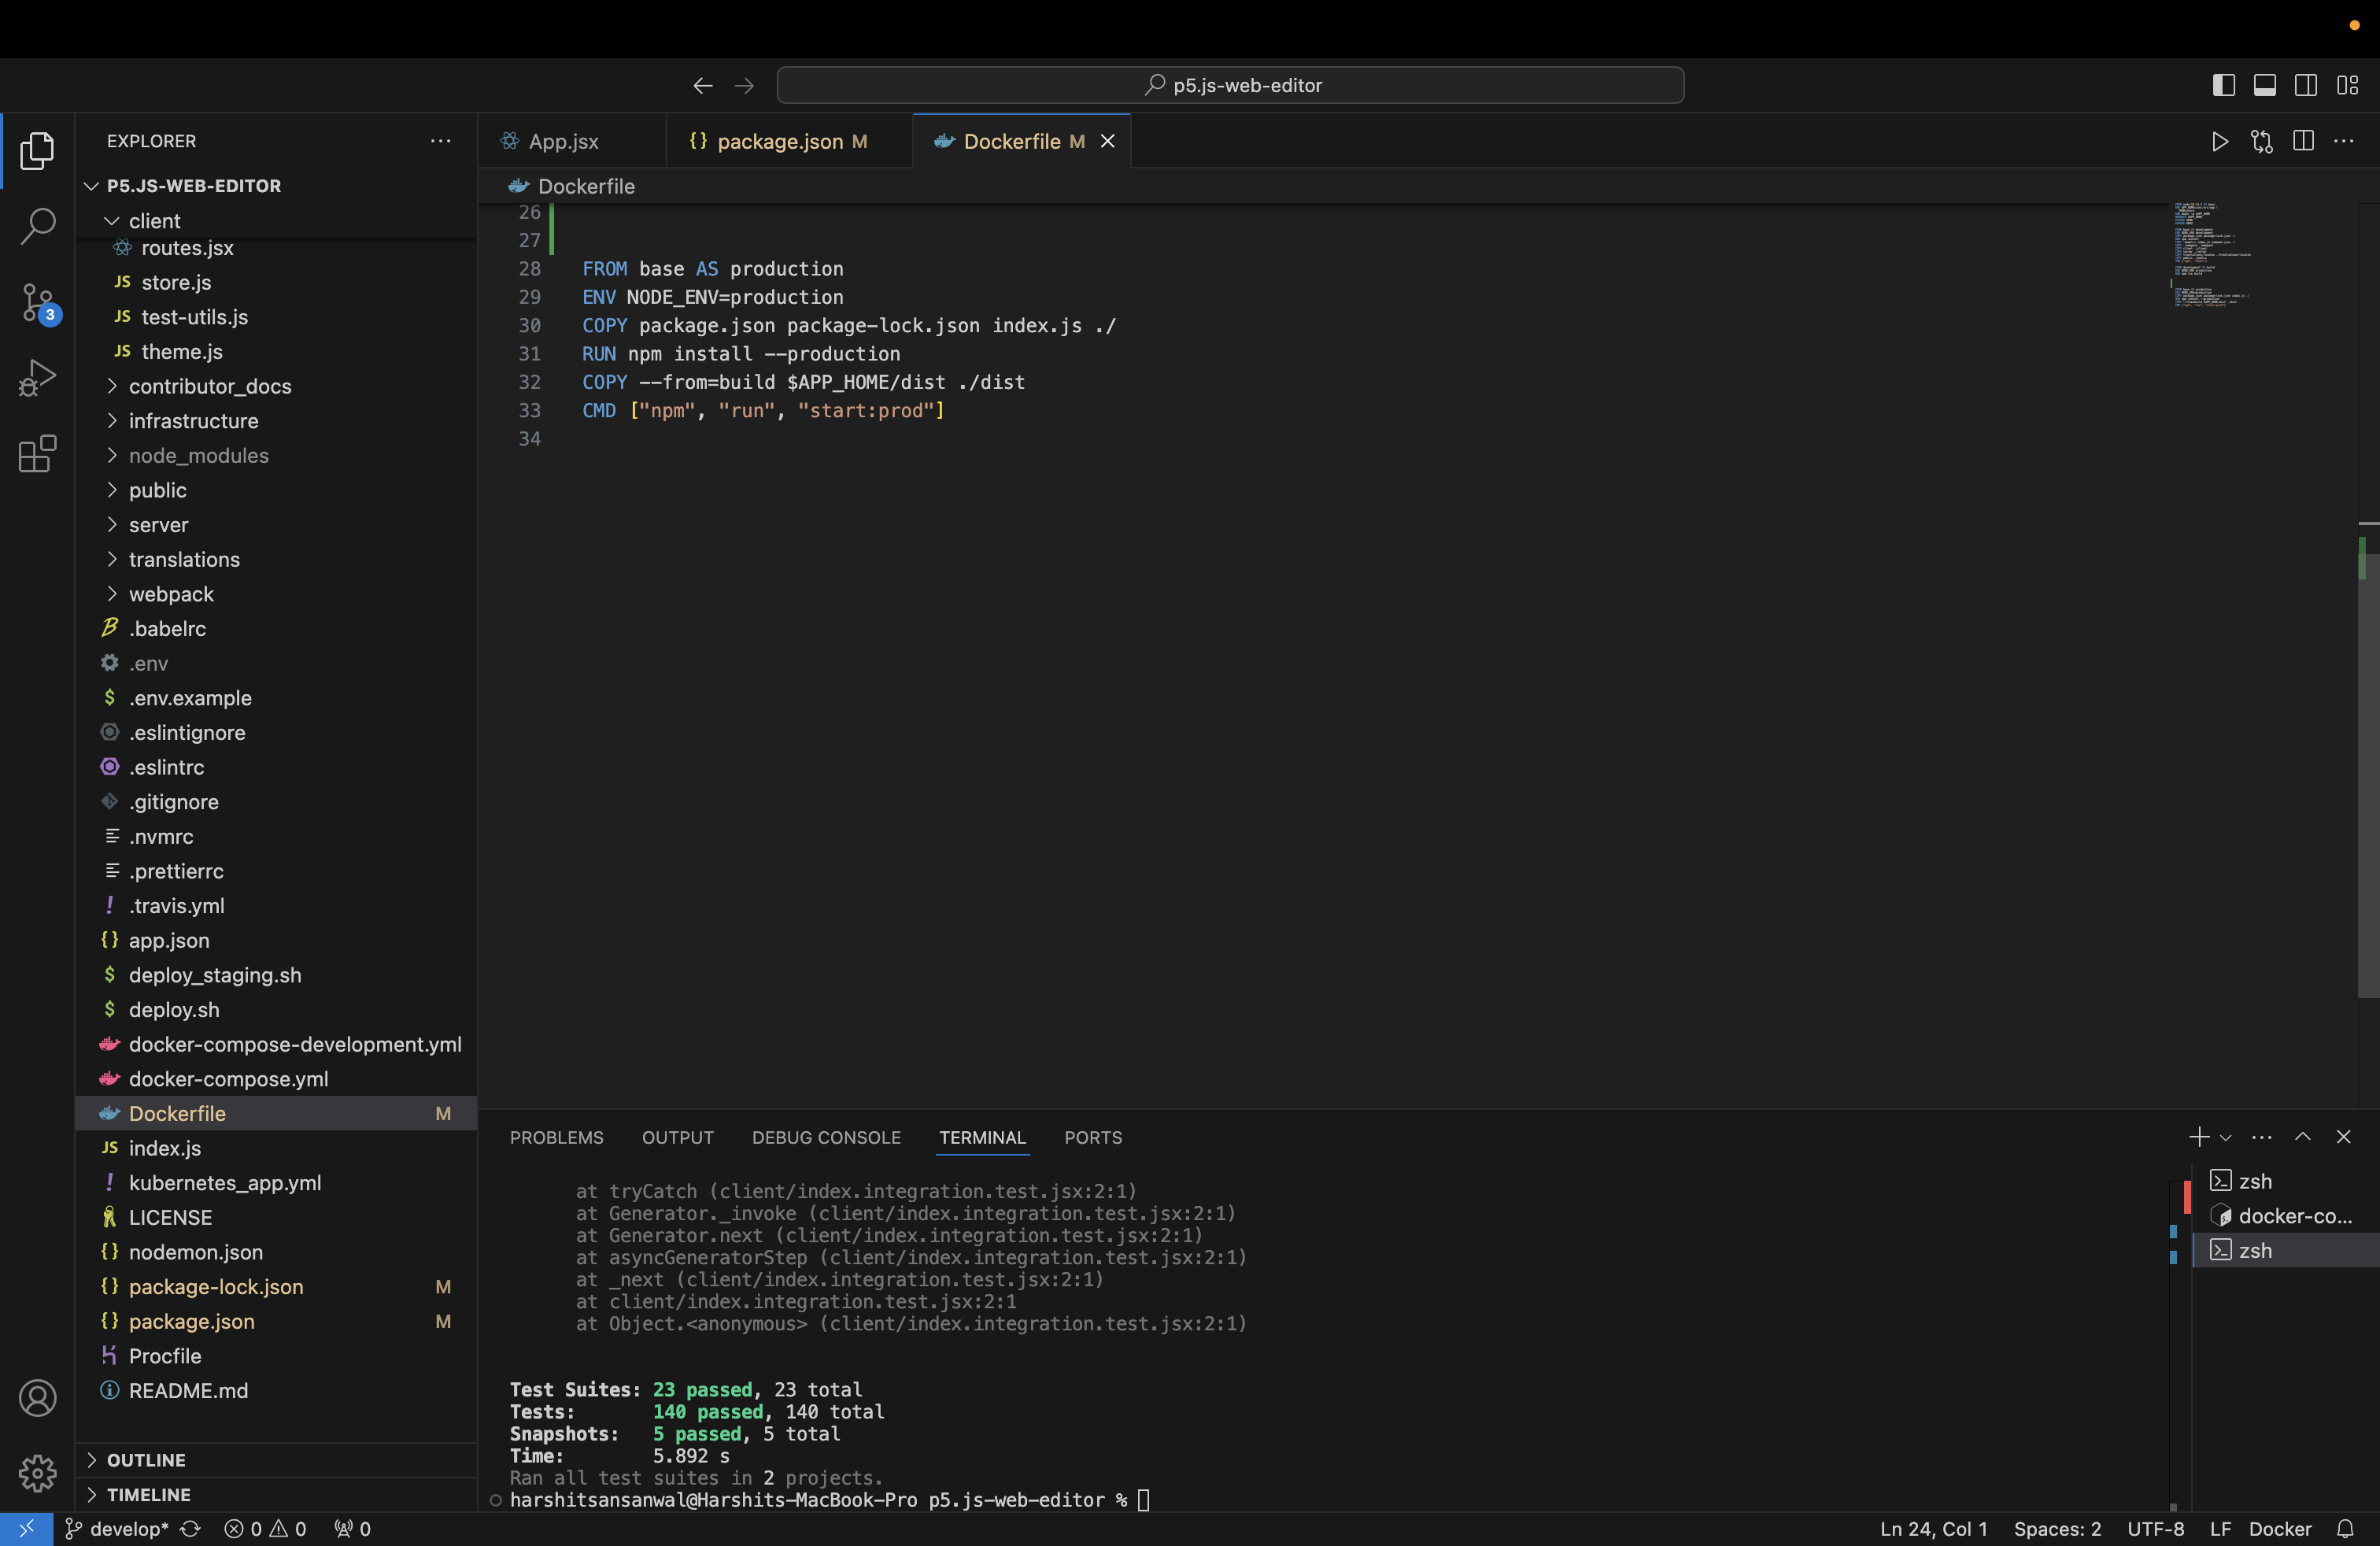 p5.js-web-editor
EXPLORER
P5.JS-WEB-EDITOR
client
routes.jsx
JS store.js
JS test-utils.js
JS theme.js
contributor_docs
infrastructure
node_modules
public
server
translations
webpack
.babelrc
.env
$ .env.example
.eslintignore
.eslintrc
.gitignore
.nvmrc
.prettierrc
! .travis.yml
{} app.json
$ deploy_staging.sh
$ deploy.sh
docker-compose-development.yml
docker-compose.yml
Dockerfile M
JS index.js
! kubernetes_app.yml
LICENSE
{} nodemon.json
{} package-lock.json M
{} package.json M
Procfile
README.md
OUTLINE
TIMELINE
3
App.jsx
{} package.json M
Dockerfile M
Dockerfile
26
27
28 FROM base AS production
29 ENV NODE_ENV=production
30 COPY package.json package-lock.json index.js ./
31 RUN npm install --production
32 COPY --from=build $APP_HOME/dist ./dist
33 CMD ["npm", "run", "start:prod"]
34
PROBLEMS OUTPUT DEBUG CONSOLE TERMINAL PORTS
at tryCatch (client/index.integration.test.jsx:2:1)
at Generator._invoke (client/index.integration.test.jsx:2:1)
at Generator.next (client/index.integration.test.jsx:2:1)
at asyncGeneratorStep (client/index.integration.test.jsx:2:1)
at _next (client/index.integration.test.jsx:2:1)
at client/index.integration.test.jsx:2:1
at Object.<anonymous> (client/index.integration.test.jsx:2:1)
Test Suites: 23 passed, 23 total
Tests: 140 passed, 140 total
Snapshots: 5 passed, 5 total
Time: 5.892 s
Ran all test suites in 2 projects.
harshitsansanwal@Harshits-MacBook-Pro p5.js-web-editor %
zsh
docker-co...
zsh
develop* 0 0 0
Ln 24, Col 1 Spaces: 2 UTF-8 LF Docker